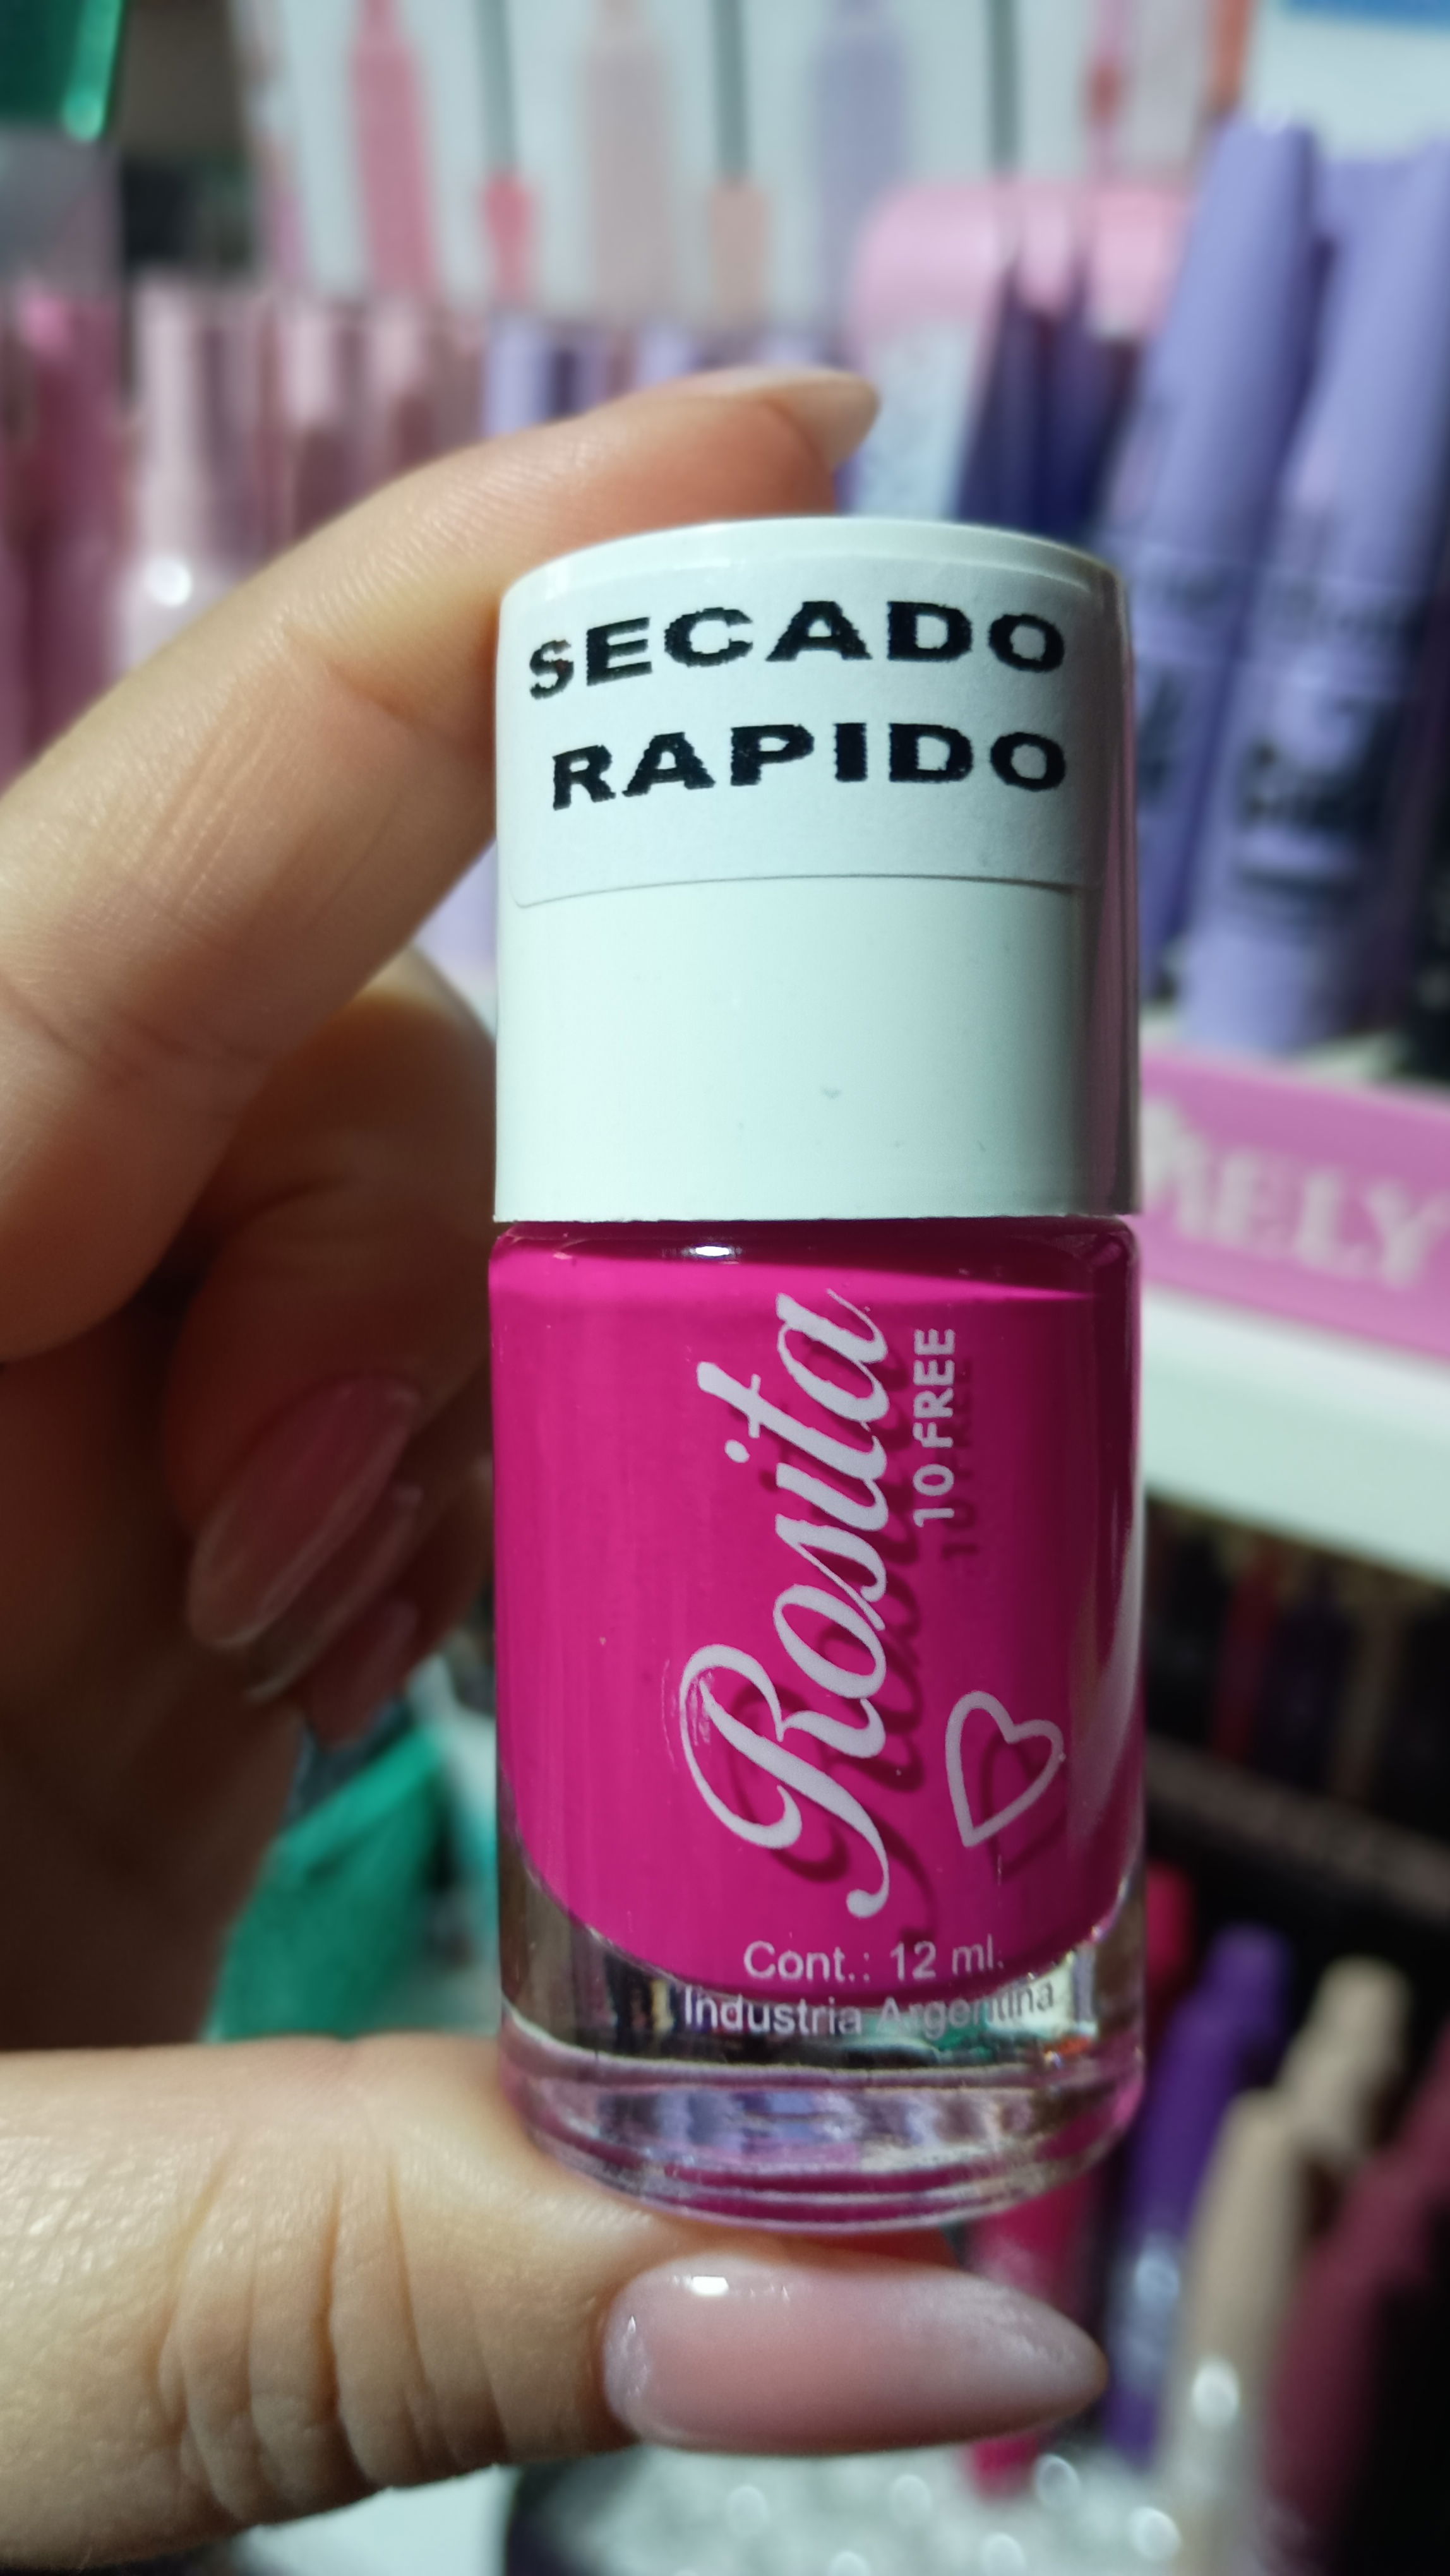 SECADO
RAPIDO
Rosita
10 FREE
Cont.: 12 ml.
Industria Argentina